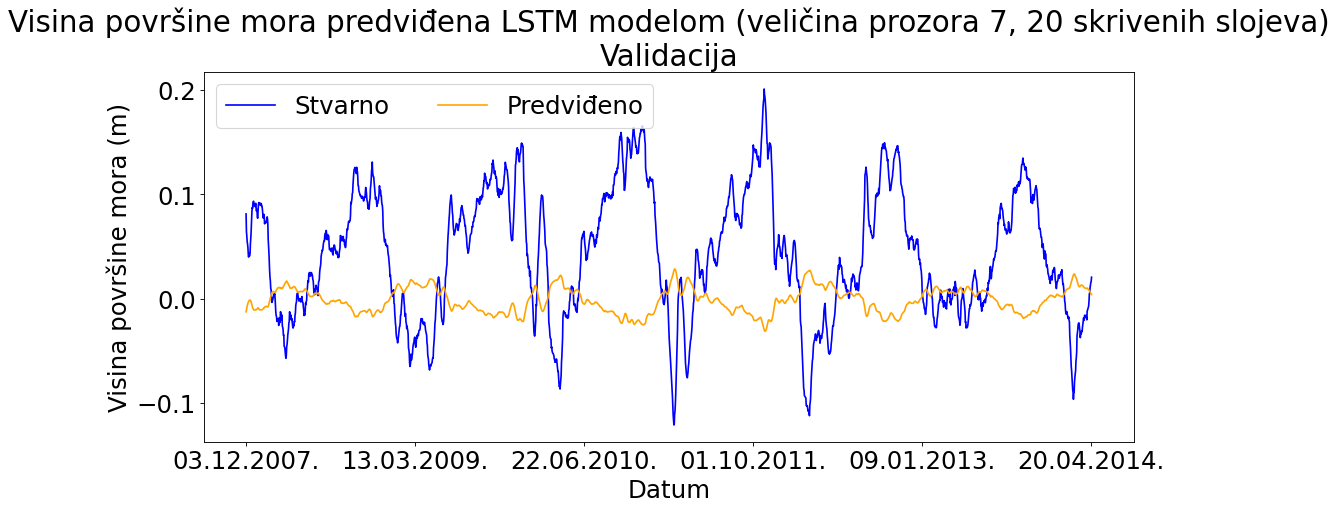 Visina površine mora predviđena LSTM modelom (veličina prozora 7, 20 skrivenih slojeva)
Validacija
Stvarno
Predviđeno
Visina površine mora (m)
0.2
0.1
0.0
−0.1
03.12.2007.
13.03.2009.
22.06.2010.
01.10.2011.
09.01.2013.
20.04.2014.
Datum